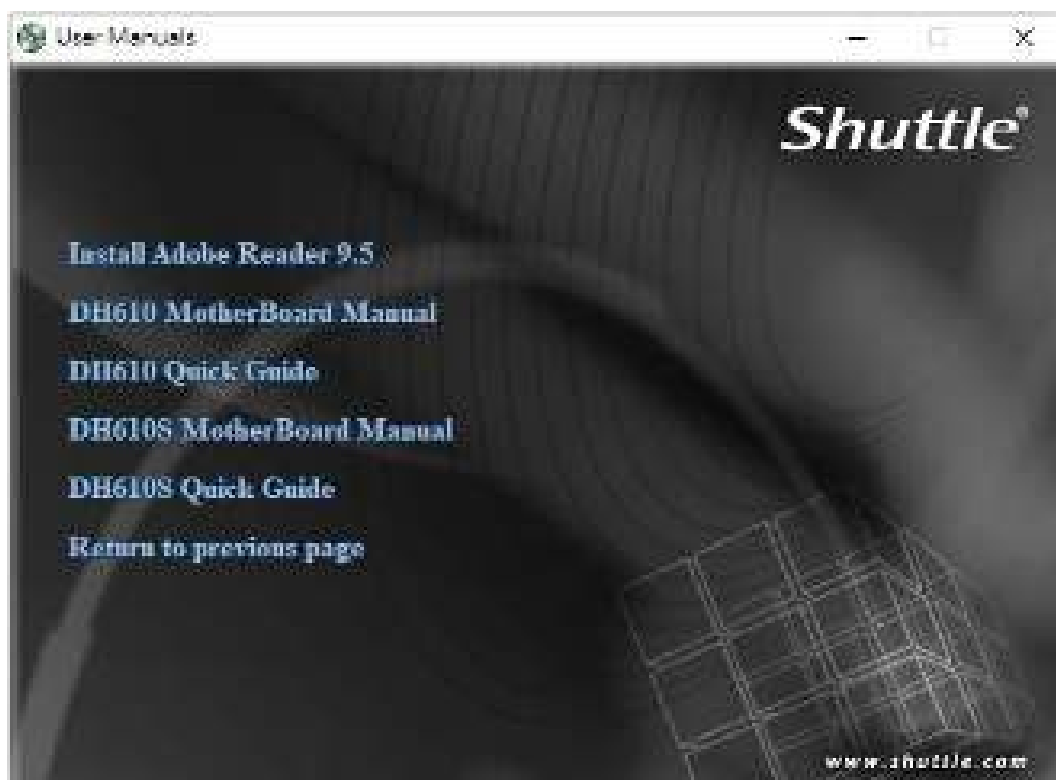 User Manuals
Shuttle®
Install Adobe Reader 9.5
DH610 MotherBoard Manual
DH610 Quick Guide
DH610S MotherBoard Manual
DH610S Quick Guide
Return to previous page
www.shuttle.com